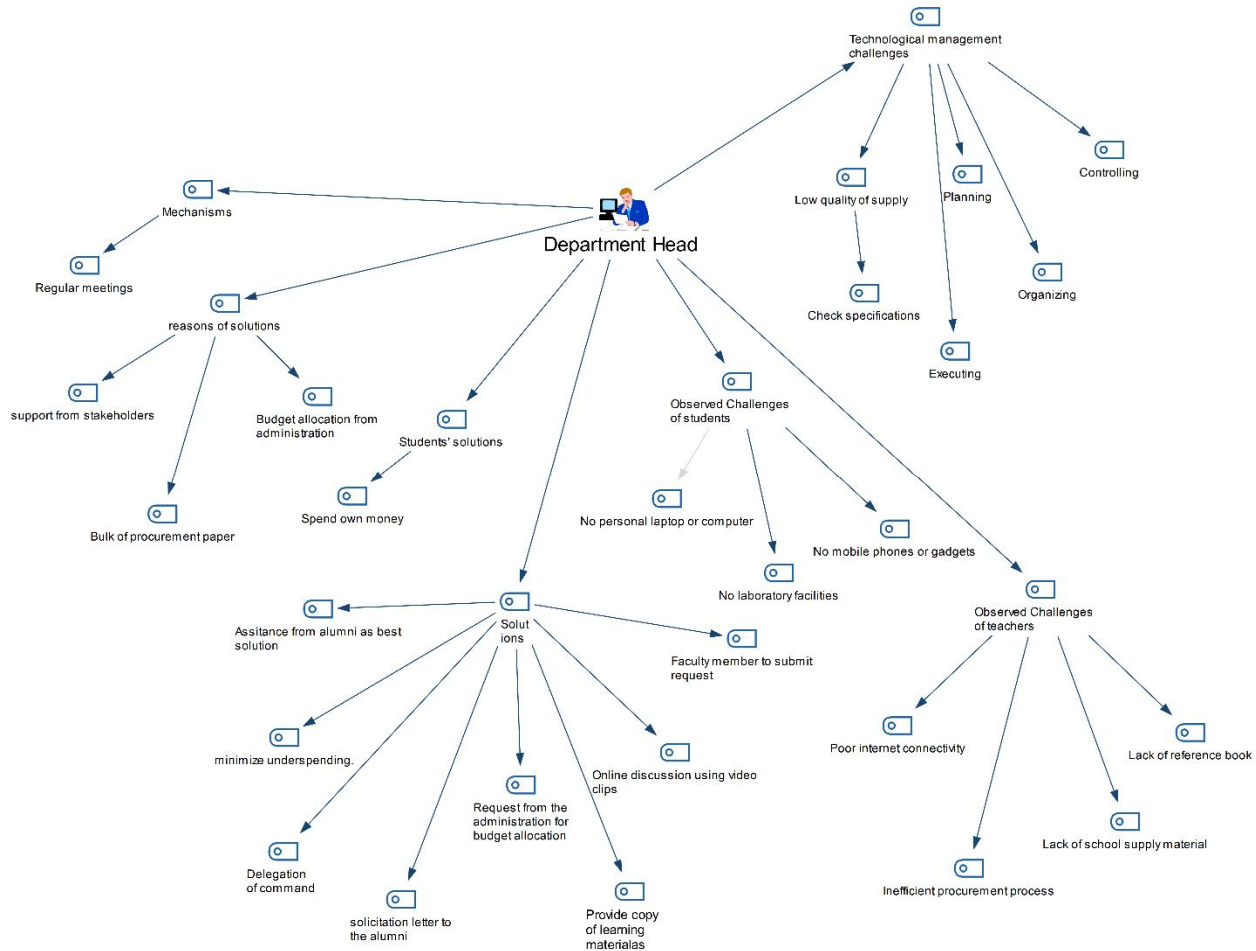 Technological management
challenges
Controlling
Low quality of supply
Planning
Mechanisms
Department Head
Regular meetings
Organizing
Check specifications
reasons of solutions
Executing
support from stakeholders
Budget allocation from
administration
Observed Challenges
of students
Students' solutions
Spend own money
No personal laptop or computer
Bulk of procurement paper
No mobile phones or gadgets
No laboratory facilities
Observed Challenges
of teachers
Assitance from alumni as best
solution
Solut
ions
Faculty member to submit
request
Poor internet connectivity
Lack of reference book
minimize underspending.
Online discussion using video
clips
Request from the
administration for
budget allocation
Lack of school supply material
Delegation
of command
Inefficient procurement process
solicitation letter to
the alumni
Provide copy
of learning
materialas